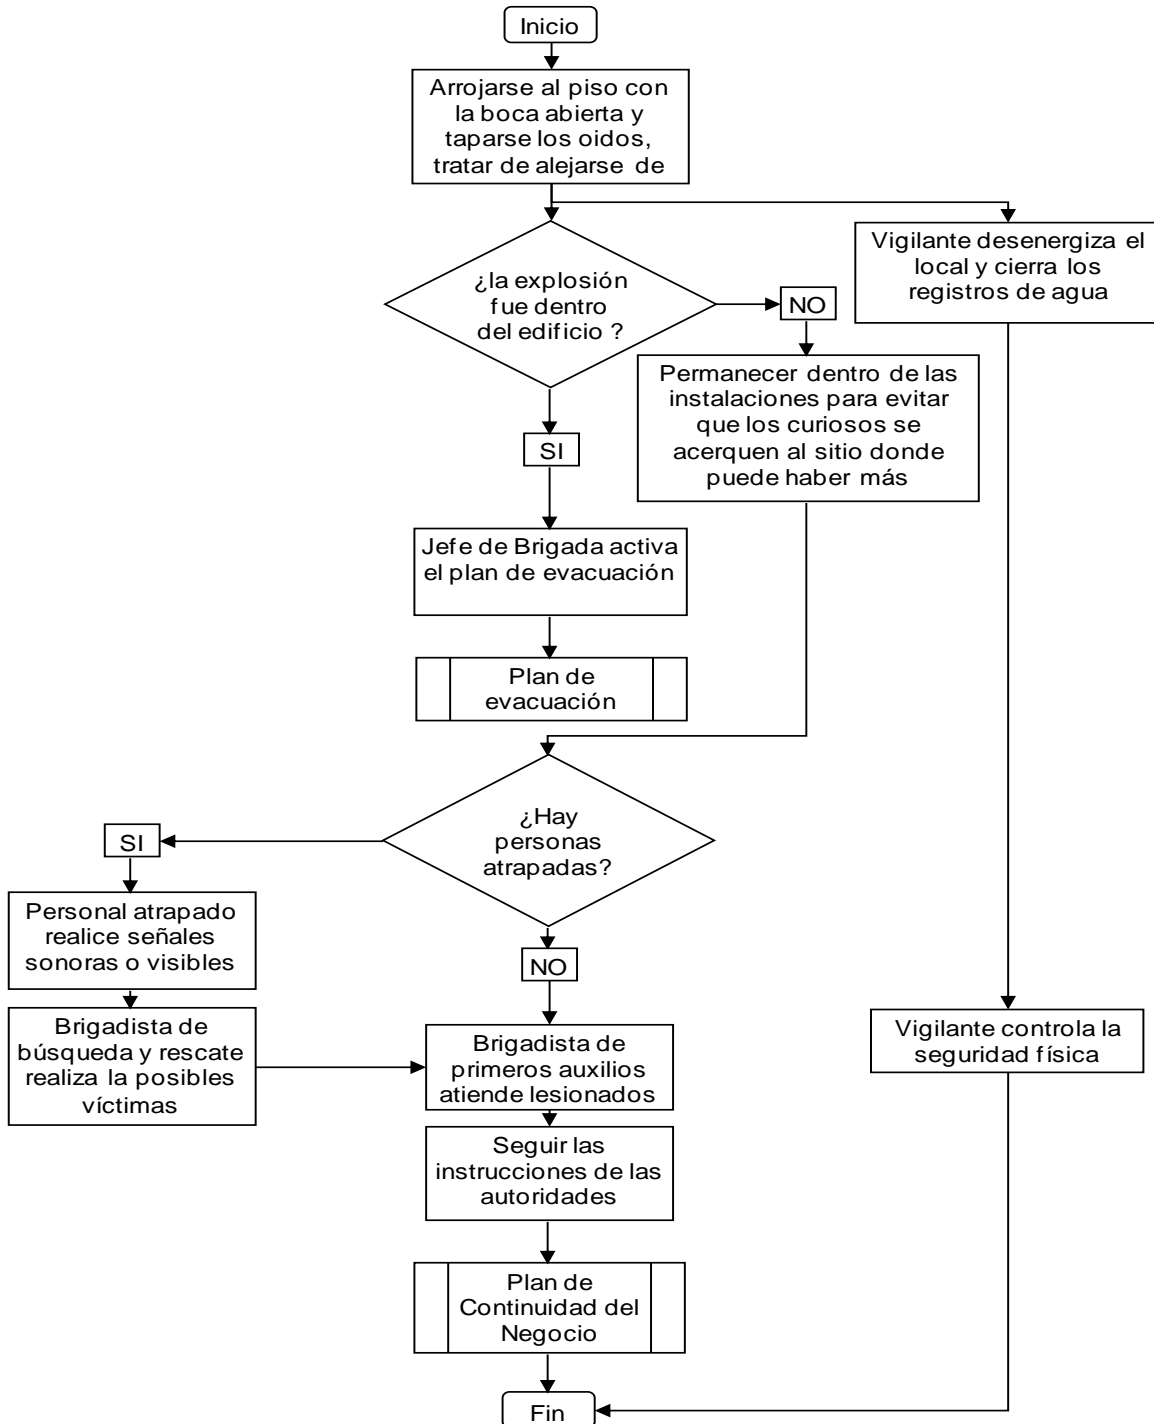 Inicio
Arrojarse al piso con
la boca abierta y
taparse los oidos,
tratar de alejarse de
¿la explosión
fue dentro
del edificio ?
NO
Vigilante desenergiza el
local y cierra los
registros de agua
Permanecer dentro de las
instalaciones para evitar
que los curiosos se
acerquen al sitio donde
puede haber más
SI
Jefe de Brigada activa
el plan de evacuación
Plan de
evacuación
¿Hay
personas
atrapadas?
SI
Personal atrapado
realice señales
sonoras o visibles
Brigadista de
búsqueda y rescate
realiza la posibles
víctimas
NO
Brigadista de
primeros auxilios
atiende lesionados
Vigilante controla la
seguridad física
Seguir las
instrucciones de las
autoridades
Plan de
Continuidad del
Negocio
Fin